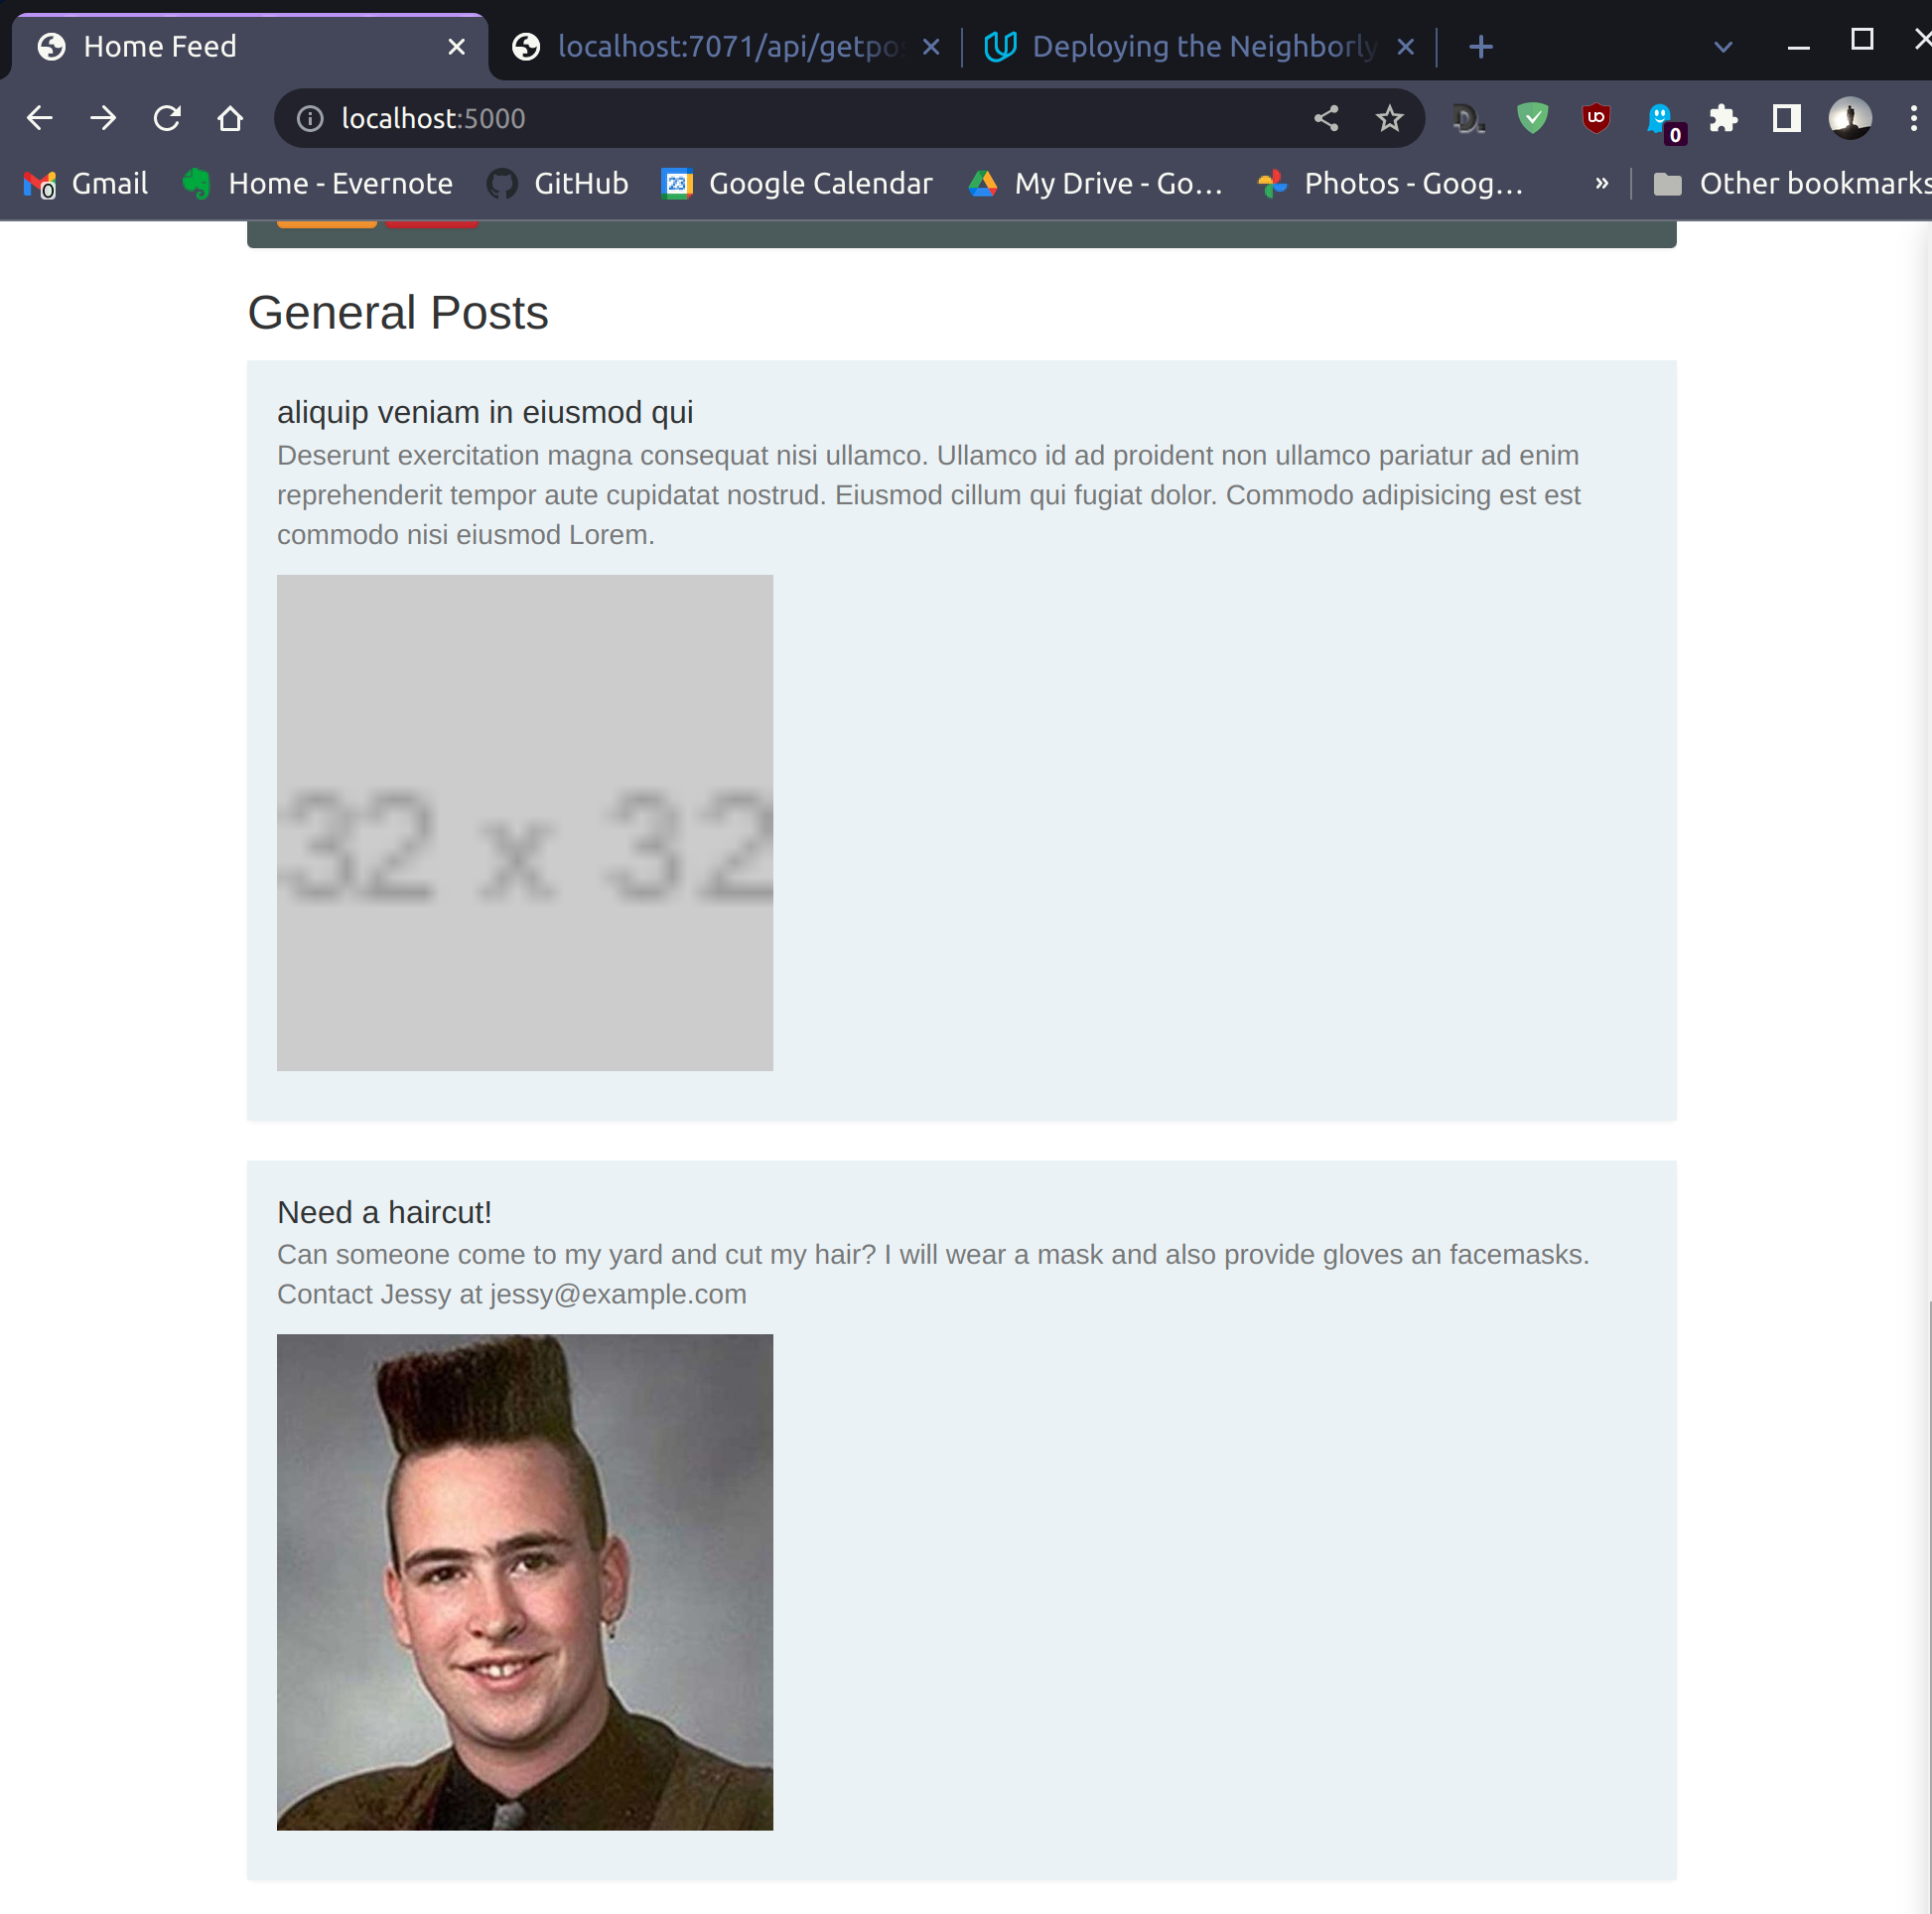 Home Feed
localhost:7071/api/getpos
Deploying the Neighborly
localhost:5000
D.
UO
0
Gmail
Home - Evernote
GitHub
23
Google Calendar
My Drive - Go...
Photos - Goog...
»
Other bookmarks
General Posts
aliquip veniam in eiusmod qui
Deserunt exercitation magna consequat nisi ullamco. Ullamco id ad proident non ullamco pariatur ad enim
reprehenderit tempor aute cupidatat nostrud. Eiusmod cillum qui fugiat dolor. Commodo adipisicing est est
commodo nisi eiusmod Lorem.
32 x 32
Need a haircut!
Can someone come to my yard and cut my hair? I will wear a mask and also provide gloves an facemasks.
Contact Jessy at jessy@example.com